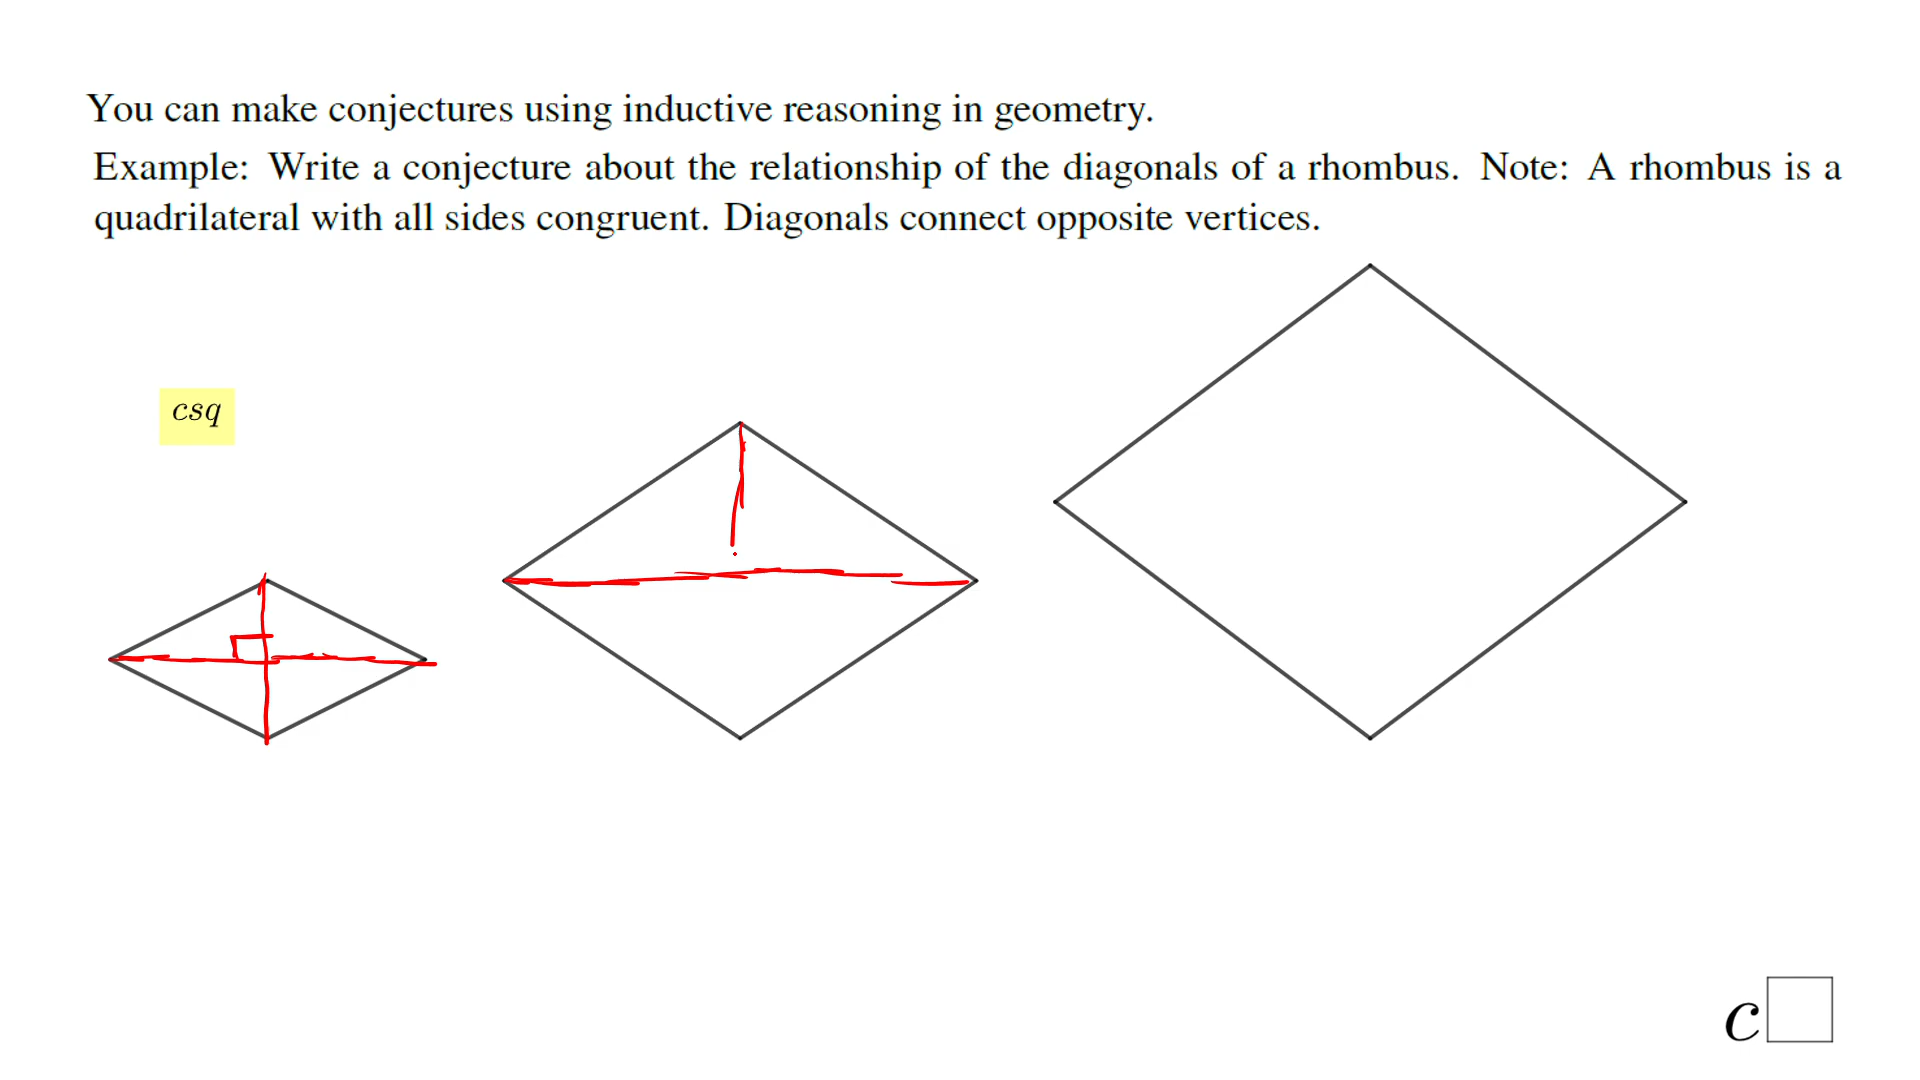 You can make conjectures using inductive reasoning in geometry.
Example: Write a conjecture about the relationship of the diagonals of a rhombus. Note: A rhombus is a
quadrilateral with all sides congruent. Diagonals connect opposite vertices.
csq
c